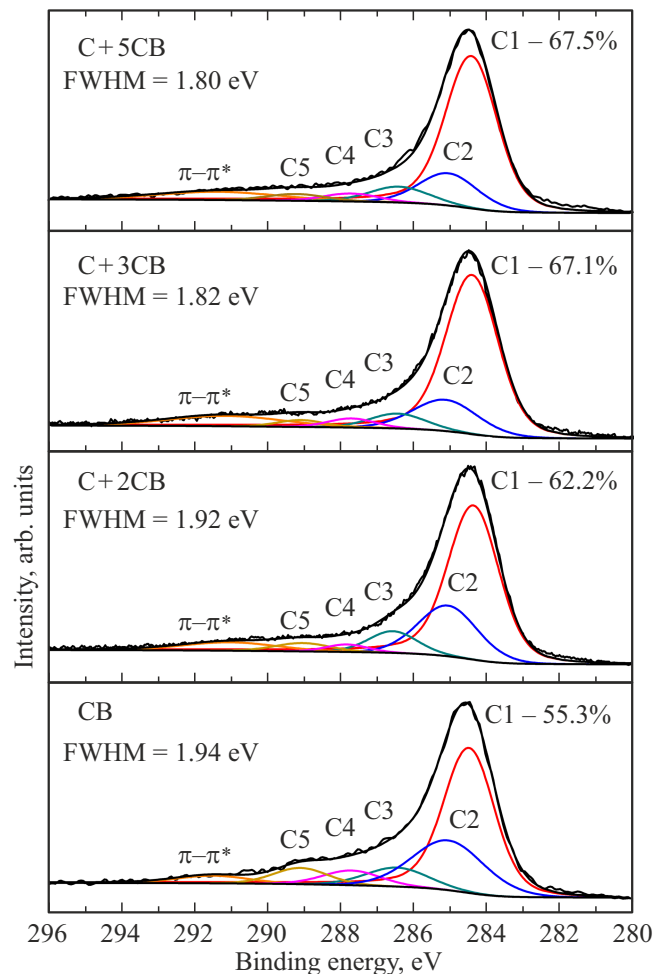 C+5CB
FWHM = 1.80 eV
C1 – 67.5%
C2
C3
C4
C5
π–π*
C+3CB
FWHM = 1.82 eV
C1 – 67.1%
C2
C3
C4
C5
π–π*
C+2CB
FWHM = 1.92 eV
C1 – 62.2%
C2
C3
C4
C5
π–π*
CB
FWHM = 1.94 eV
C1 – 55.3%
C2
C3
C4
C5
π–π*
Intensity, arb. units
296 294 292 290 288 286 284 282 280
Binding energy, eV